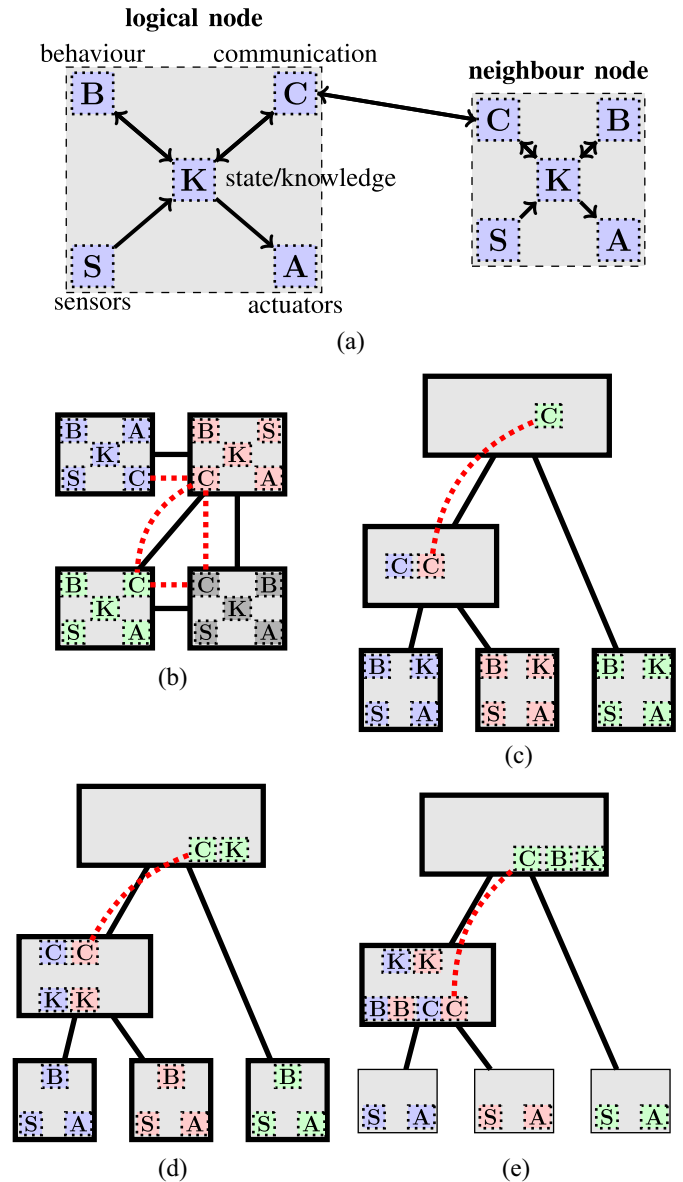 logical node
behaviour communication
neighbour node
B C
C B
K state/knowledge
K
S A
S A
sensors actuators
(a)
B A B S
K K
S C C A
B C C B
K K
S A S A
(b)
C
C C
B K B K B K
S A S A S A
(c)
C K
C C
K K
B B B
S A S A S A
(d)
C B K
K K
B B C C
S A S A S A
(e)